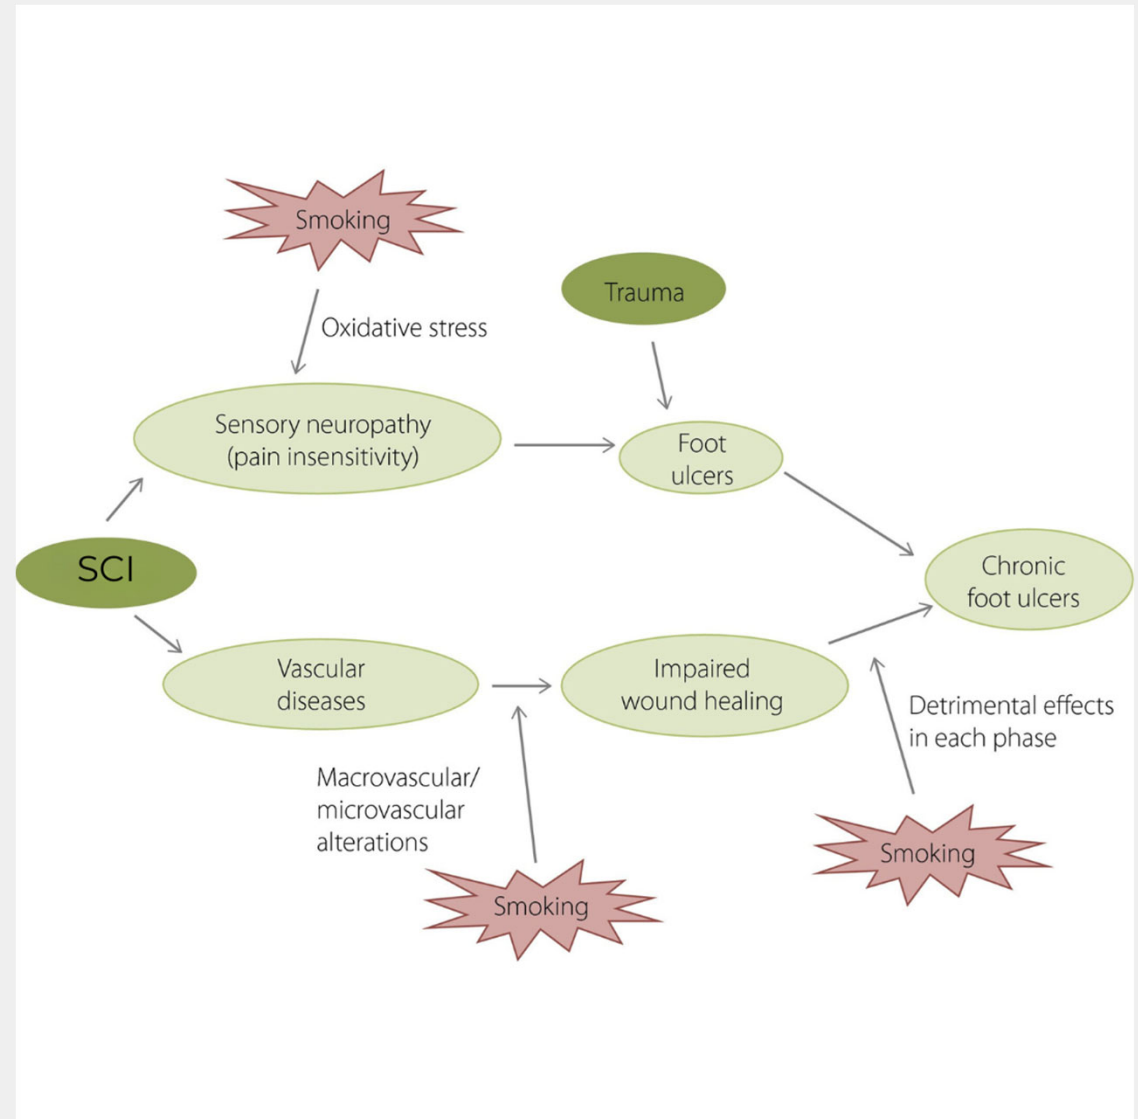 Smoking
Trauma
Oxidative stress
Sensory neuropathy
(pain insensitivity)
Foot
ulcers
SCI
Chronic
foot ulcers
Vascular
diseases
Impaired
wound healing
Detrimental effects
in each phase
Macrovascular/
microvascular
alterations
Smoking
Smoking